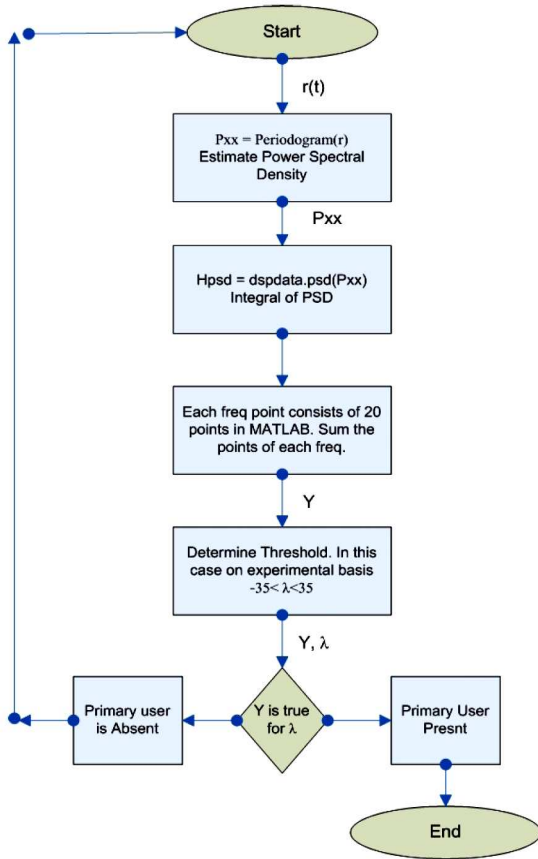 Start
r(t)
Pxx = Periodogram(r)
Estimate Power Spectral
Density
Pxx
Hpsd = dspdata.psd(Pxx)
Integral of PSD
Each freq point consists of 20
points in MATLAB. Sum the
points of each freq.
Y
Determine Threshold. In this
case on experimental basis
-35< λ<35
Y, λ
Primary user
is Absent
Y is true
for λ
Primary User
Presnt
End